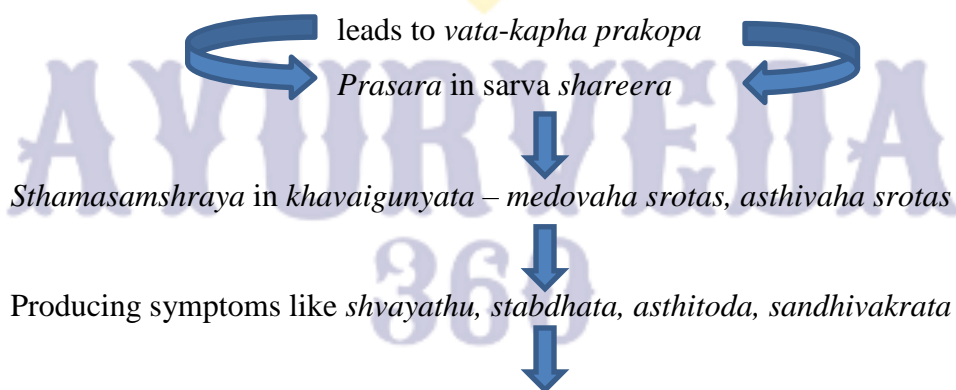 leads to vata-kapha prakopa
Prasara in sarva shareera
AYURVEDA
Sthamasamshraya in khavaigunyata – medovaha srotas, asthivaha srotas
360
Producing symptoms like shvayathu, stabdhata, asthitoda, sandhivakrata